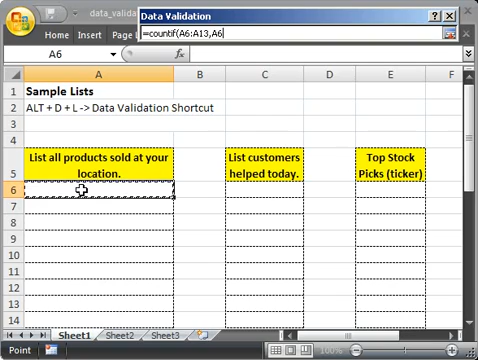 data_valida
Data Validation
=countif(A6:A13,A6
Home
Insert
A6
A
B
C
D
E
F
1
Sample Lists
2
ALT + D + L -> Data Validation Shortcut
3
4
5
List all products sold at your
location.
List customers
helped today.
Top Stock
Picks (ticker)
6
7
8
9
10
11
12
13
14
Sheet1
Sheet2
Sheet3
Point
100%